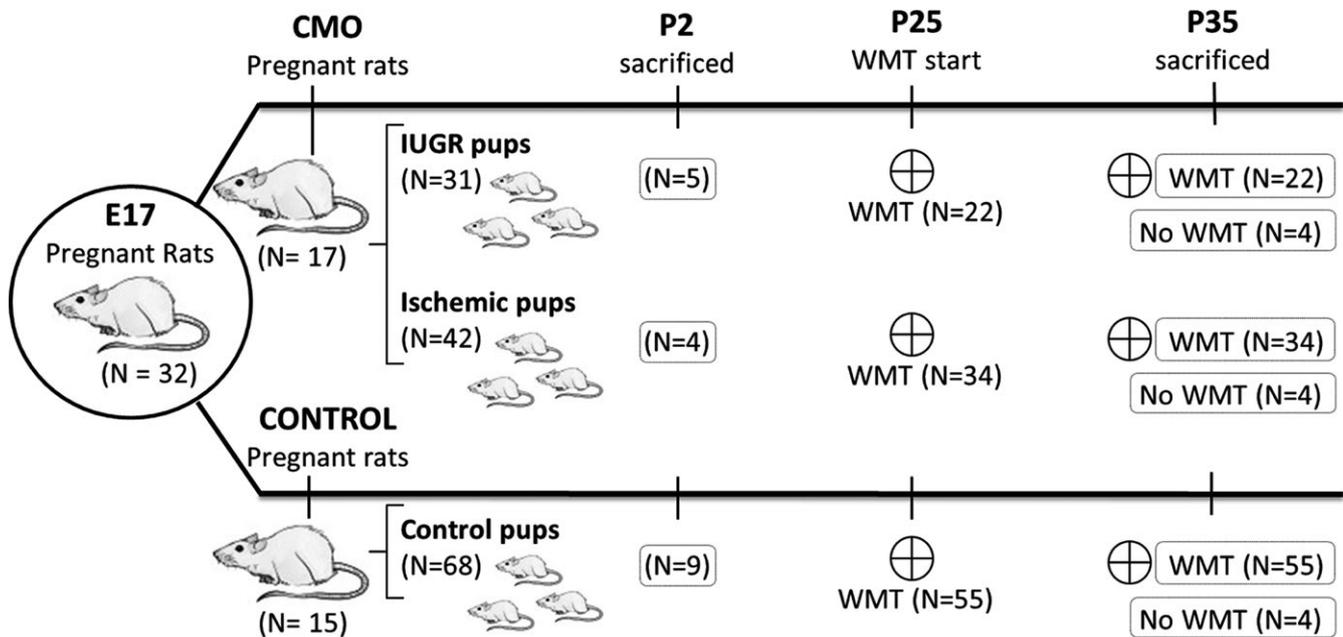 CMO
Pregnant rats
P2
sacrificed
P25
WMT start
P35
sacrificed
E17
Pregnant Rats
(N = 32)
(N= 17)
IUGR pups
(N=31)
(N=5)
WMT (N=22)
WMT (N=22)
No WMT (N=4)
Ischemic pups
(N=42)
(N=4)
WMT (N=34)
WMT (N=34)
No WMT (N=4)
CONTROL
Pregnant rats
(N= 15)
Control pups
(N=68)
(N=9)
WMT (N=55)
WMT (N=55)
No WMT (N=4)